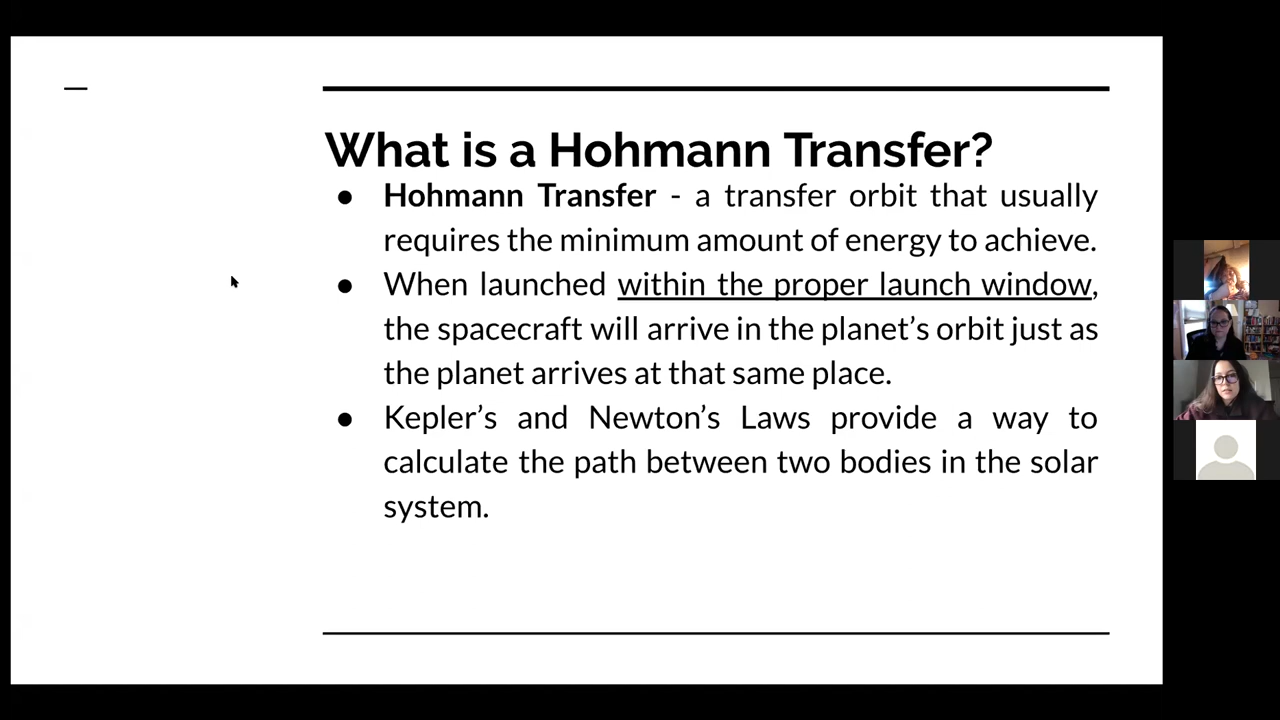 What is a Hohmann Transfer?
● Hohmann Transfer - a transfer orbit that usually
requires the minimum amount of energy to achieve.
● When launched within the proper launch window,
the spacecraft will arrive in the planet’s orbit just as
the planet arrives at that same place.
● Kepler’s and Newton’s Laws provide a way to
calculate the path between two bodies in the solar
system.